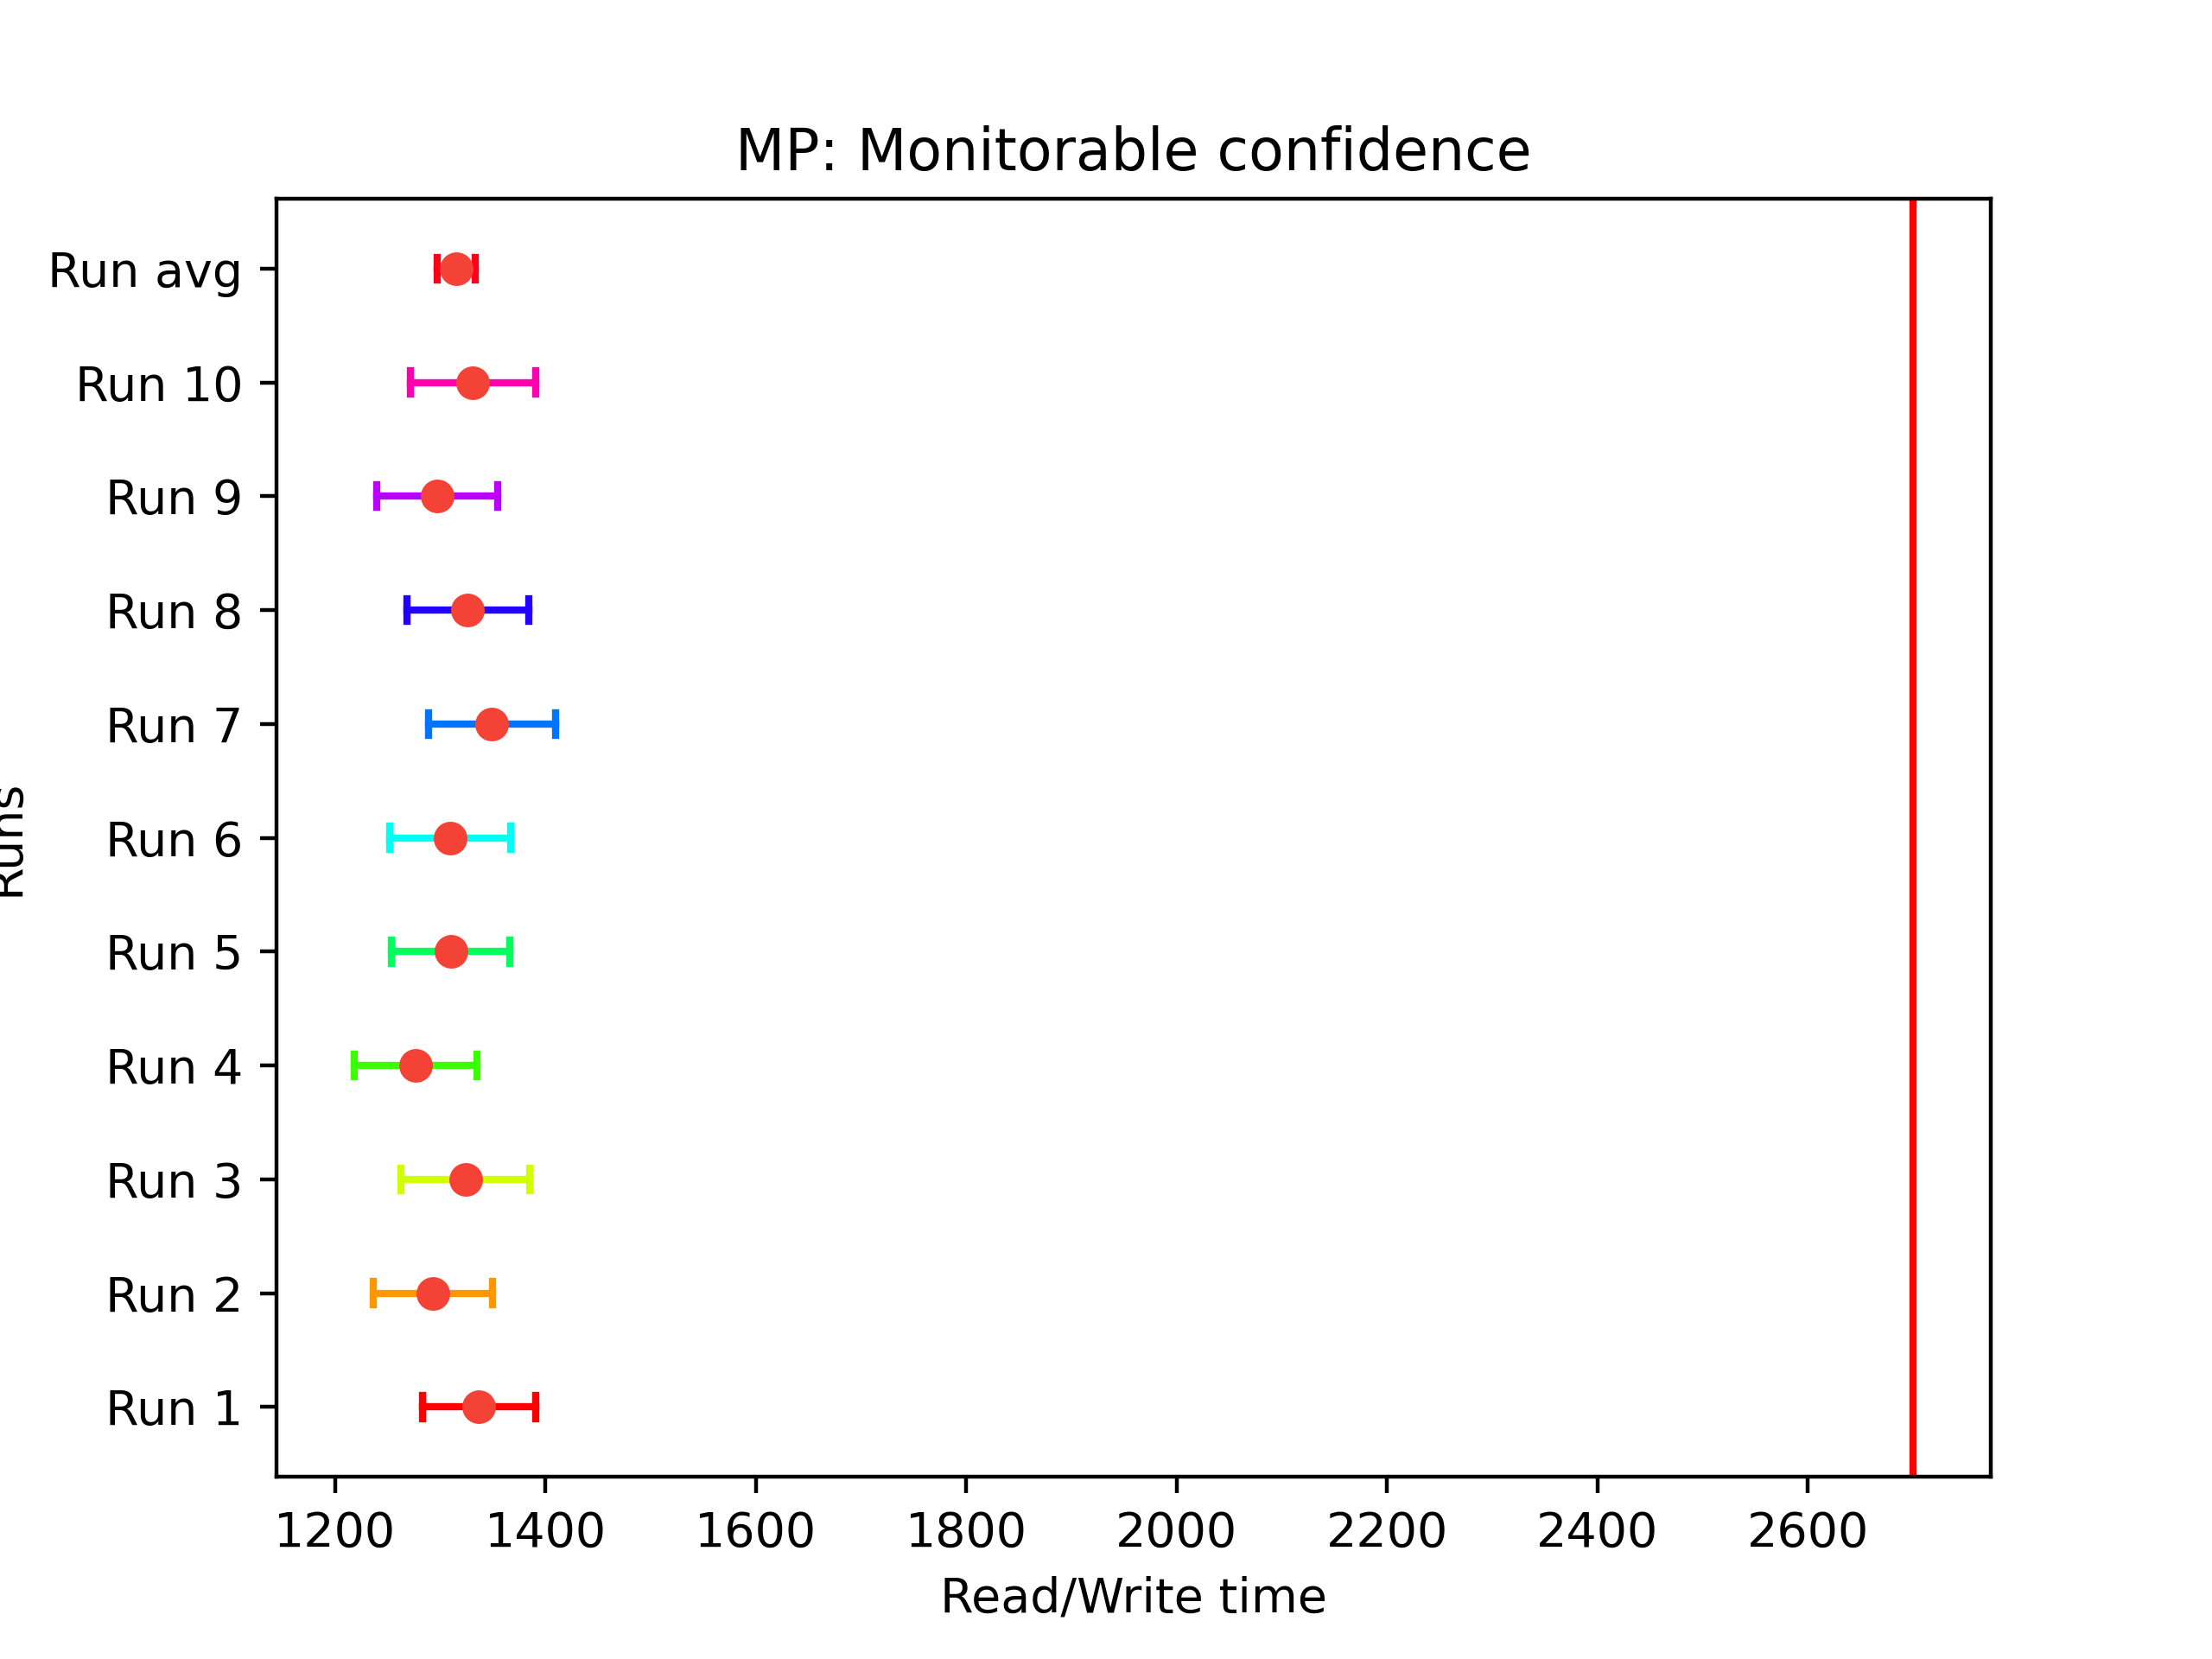 MP: Monitorable confidence
Run avg
Run 10
Run 9
Run 8
Run 7
Run 6
Run 5
Run 4
Run 3
Run 2
Run 1
Runs
1200 1400 1600 1800 2000 2200 2400 2600
Read/Write time